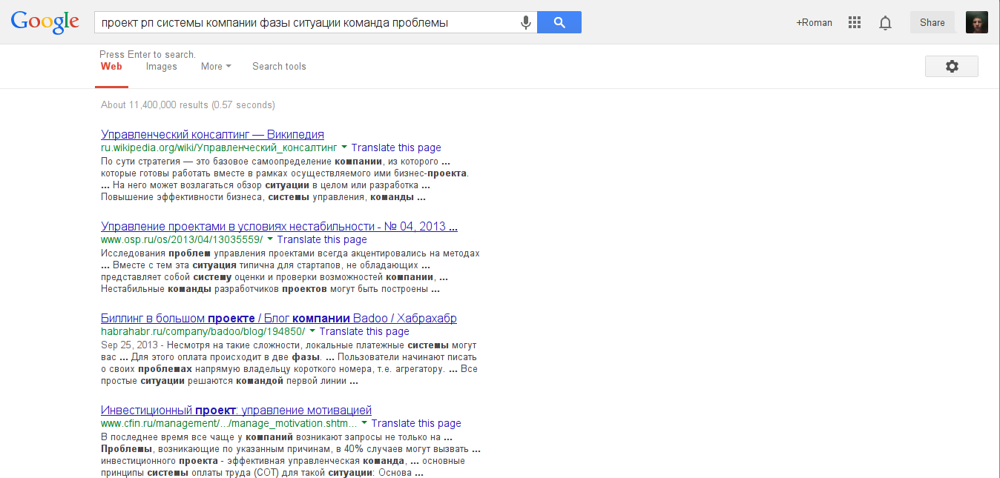 Google
проект рп системы компании фазы ситуации команда проблемы
+Roman
Share
Press Enter to search.
Web Images More Search tools
About 11,400,000 results (0.57 seconds)
Управленческий консалтинг — Википедия
ru.wikipedia.org/wiki/Управленческий_консалтинг Translate this page
По сути стратегия — это базовое самоопределение компании, из которого ...
которые готовы работать вместе в рамках осуществляемого ими бизнес-проекта.
... На него может возлагаться обзор ситуации в целом или разработка ...
Повышение эффективности бизнеса, системы управления, команды ...
Управление проектами в условиях нестабильности - № 04, 2013 ...
www.osp.ru/os/2013/04/13035559/ Translate this page
Исследования проблем управления проектами всегда акцентировались на методах
... Вместе с тем эта ситуация типична для стартапов, не обладающих ...
представляет собой систему оценки и проверки возможностей компании, ...
Нестабильные команды разработчиков проектов могут быть построены ...
Биллинг в большом проекте / Блог компании Badoo / Хабрахабр
habrahabr.ru/company/badoo/blog/194850/ Translate this page
Sep 25, 2013 - Несмотря на такие сложности, локальные платежные системы могут
вас ... Для этого оплата происходит в две фазы. ... Пользователи начинают писать
о своих проблемах напрямую владельцу короткого номера, т.е. агрегатору. ... Все
простые ситуации решаются командой первой линии ...
Инвестиционный проект: управление мотивацией
www.cfin.ru/management/.../manage_motivation.shtm... Translate this page
В последнее время все чаще у компаний возникают запросы не только на ...
Проблемы, возникающие по указанным причинам, в 40% случаев могут вызвать ...
инвестиционного проекта - эффективная управленческая команда, ... основные
принципы системы оплаты труда (СОТ) для такой ситуации: Основа ...